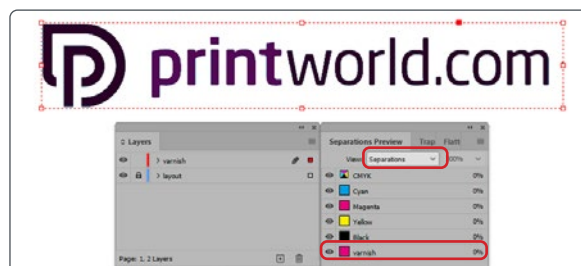 printworld.com
Layers
> varnish
> layout
Page: 1, 2 Layers
Separations Preview Trap Flatt
View: Separations 100%
CMYK 0%
Cyan 0%
Magenta 0%
Yellow 0%
Black 0%
varnish 0%